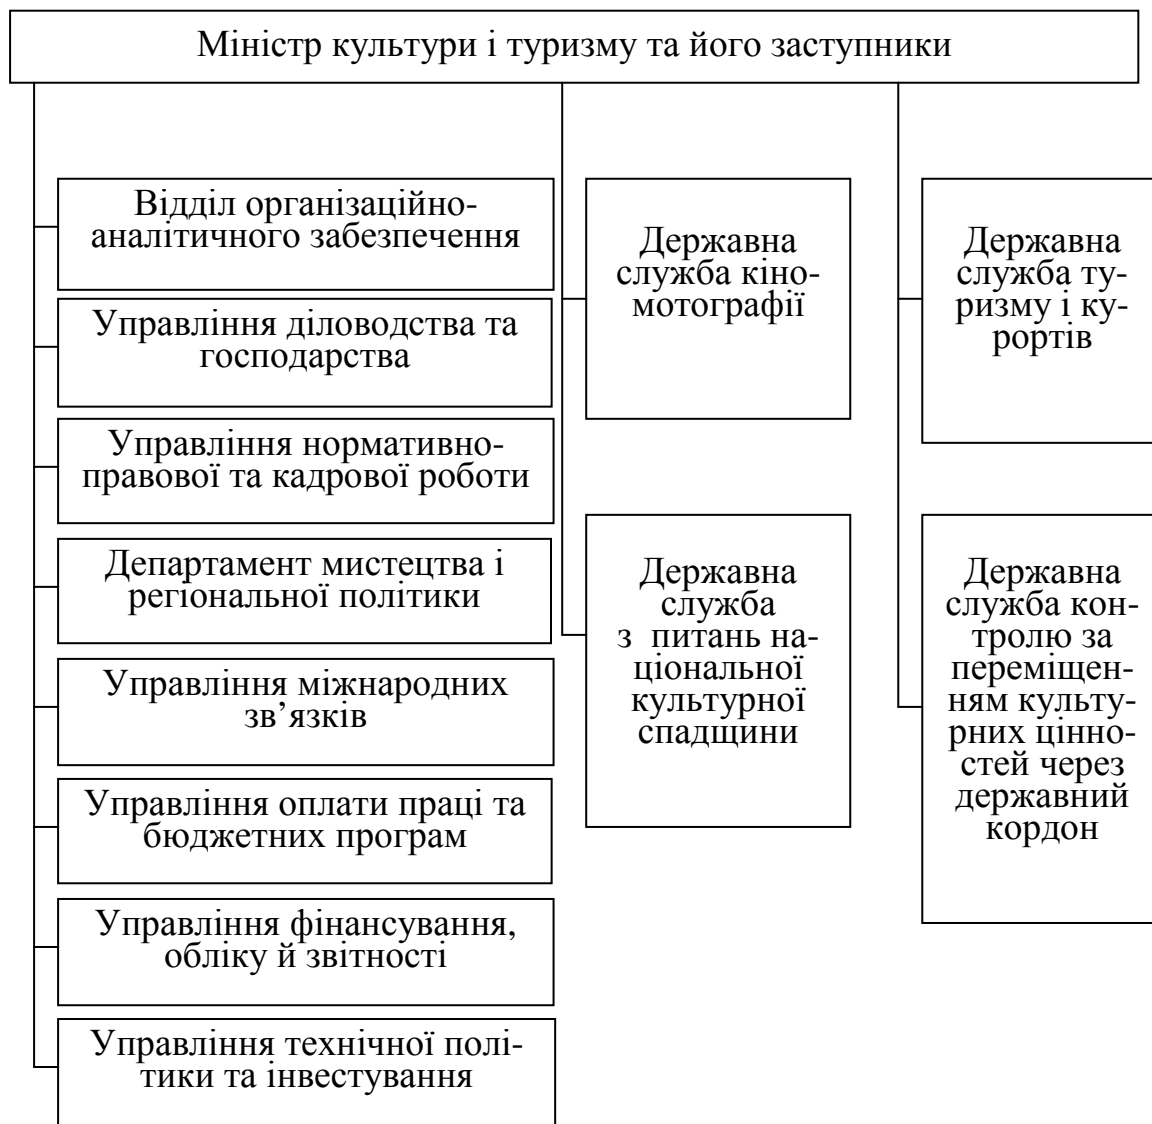 Міністр культури і туризму та його заступники
Відділ організаційно-
аналітичного забезпечення
Управління діловодства та
господарства
Управління нормативно-
правової та кадрової роботи
Департамент мистецтва і
регіональної політики
Управління міжнародних
зв’язків
Управління оплати праці та
бюджетних програм
Управління фінансування,
обліку й звітності
Управління технічної полі-
тики та інвестування
Державна
служба кіно-
мотографії
Державна
служба
з питань на-
ціональної
культурної
спадщини
Державна
служба ту-
ризму і ку-
рортів
Державна
служба кон-
тролю за
переміщен-
ням культу-
рних цінно-
стей через
державний
кордон